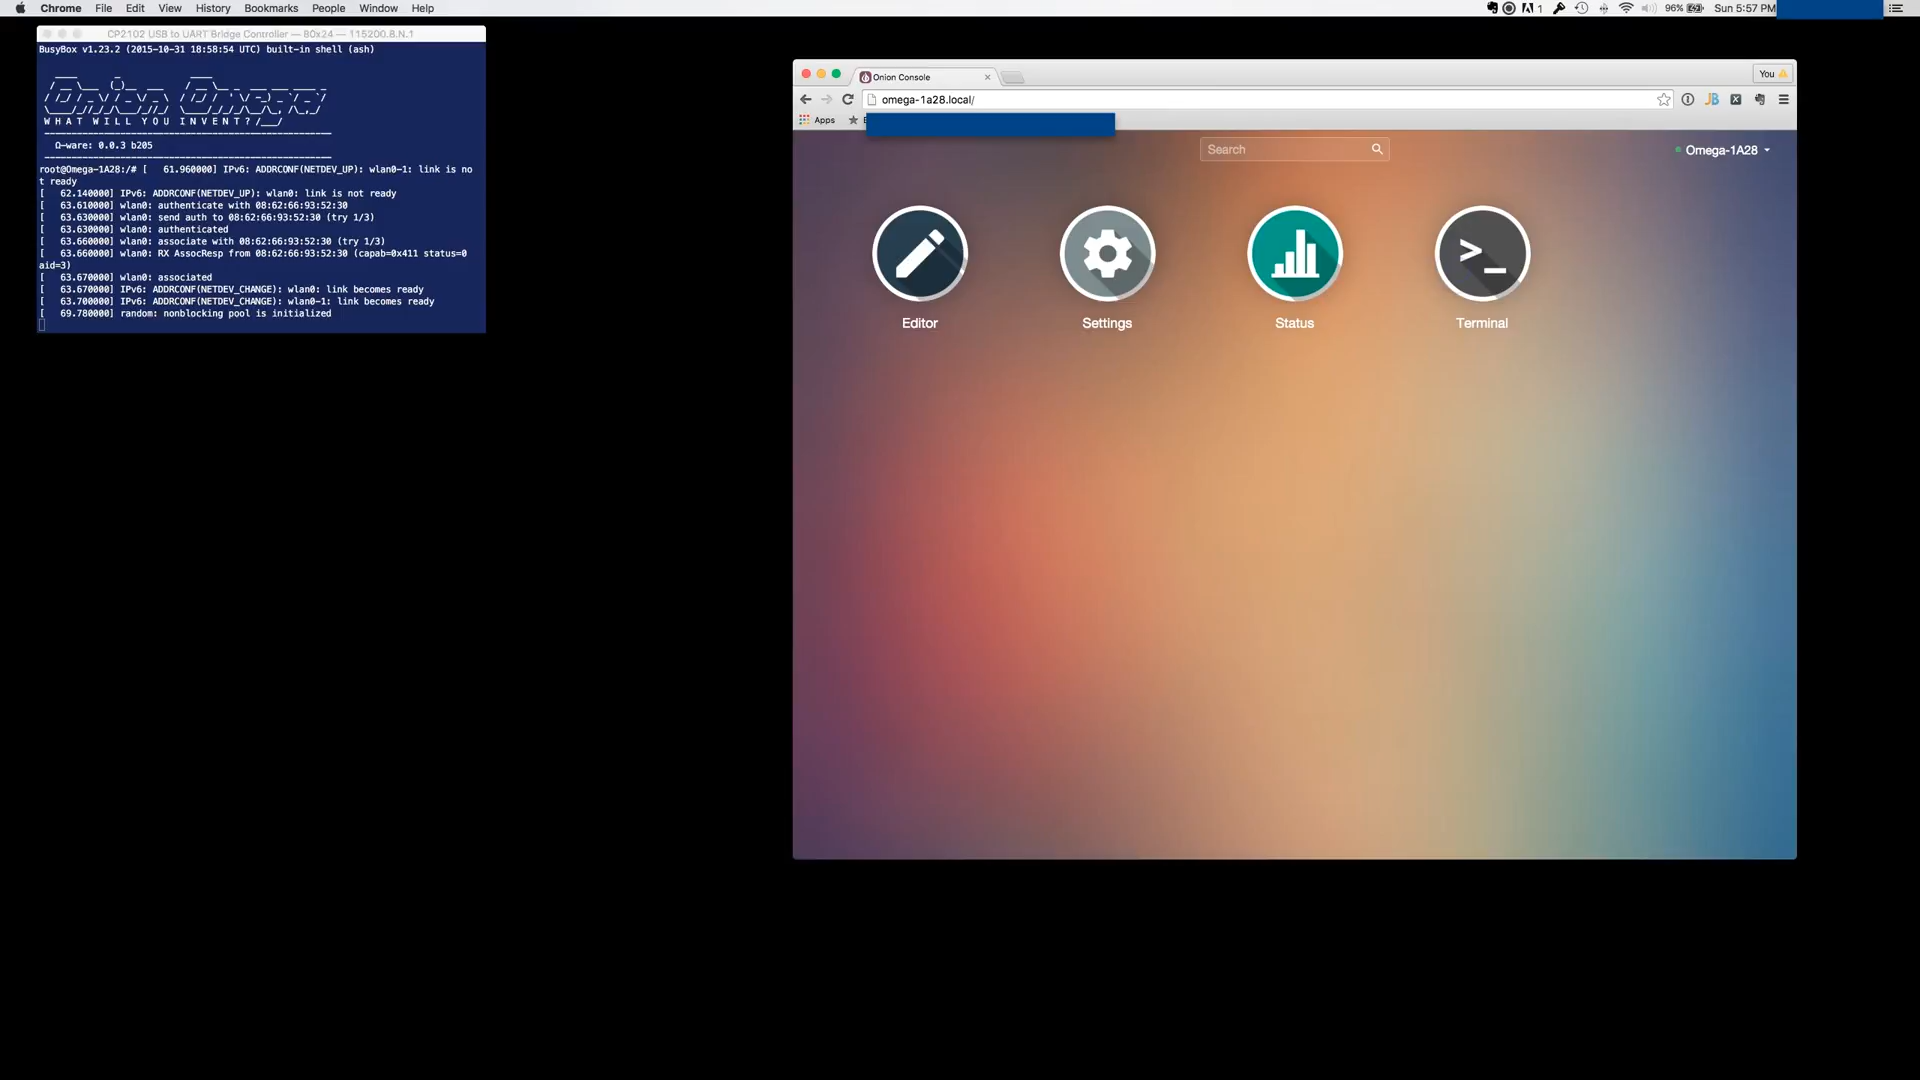 Chrome File Edit View History Bookmarks People Window Help
1 96% Sun 5:57 PM
CP2102 USB to UART Bridge Controller — 80x24 — 115200.8.N.1
BusyBox v1.23.2 (2015-10-31 18:58:54 UTC) built-in shell (ash)
Onion Omega
W H A T W I L L Y O U I N V E N T ?
Ω-ware: 0.0.3 b205
root@Omega-1A28:/# [ 61.960000] IPv6: ADDRCONF(NETDEV_UP): wlan0-1: link is no
t ready
[ 62.140000] IPv6: ADDRCONF(NETDEV_UP): wlan0: link is not ready
[ 63.610000] wlan0: authenticate with 08:62:66:93:52:30
[ 63.630000] wlan0: send auth to 08:62:66:93:52:30 (try 1/3)
[ 63.630000] wlan0: authenticated
[ 63.660000] wlan0: associate with 08:62:66:93:52:30 (try 1/3)
[ 63.660000] wlan0: RX AssocResp from 08:62:66:93:52:30 (capab=0x411 status=0
aid=3)
[ 63.670000] wlan0: associated
[ 63.670000] IPv6: ADDRCONF(NETDEV_CHANGE): wlan0: link becomes ready
[ 63.700000] IPv6: ADDRCONF(NETDEV_CHANGE): wlan0-1: link becomes ready
[ 69.780000] random: nonblocking pool is initialized
Onion Console
You
omega-1a28.local/
JB
Apps
Search
Omega-1A28
Editor
Settings
Status
Terminal